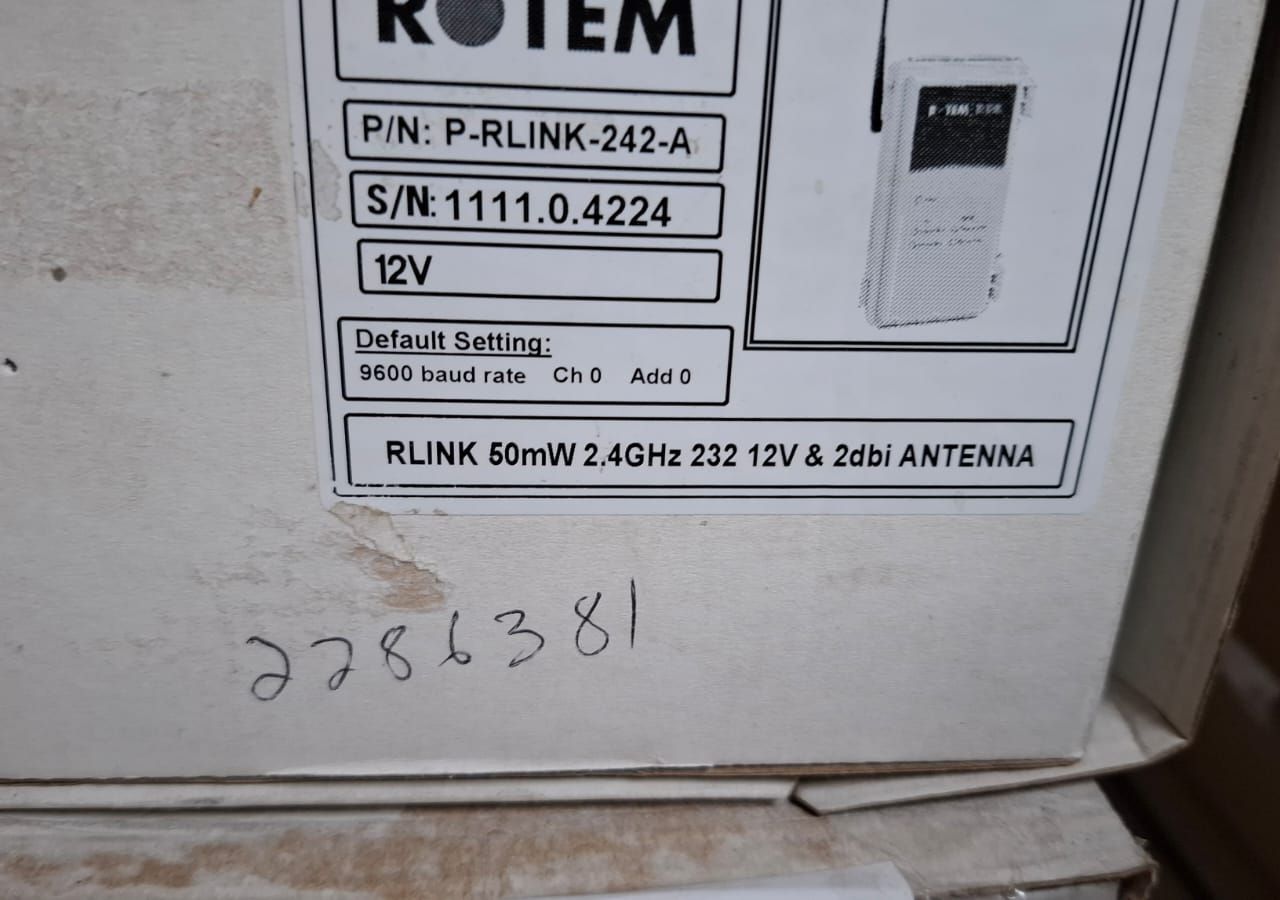 ROTEM
P/N: P-RLINK-242-A
S/N: 1111.0.4224
12V
Default Setting:
9600 baud rate Ch 0 Add 0
RLINK 50mW 2.4GHz 232 12V & 2dbi ANTENNA
2286381